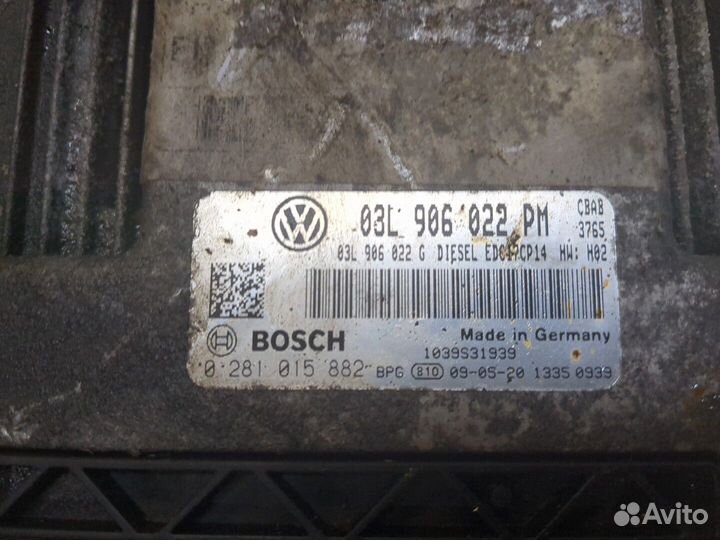 03L 906 022 PM CBAB
3765
03L 906 022 G DIESEL EDC17CP14 HW: H02
BOSCH
Made in Germany
1039S31939
0 281 015 882 BPG 810 09-05-20 1335 0939
Avito